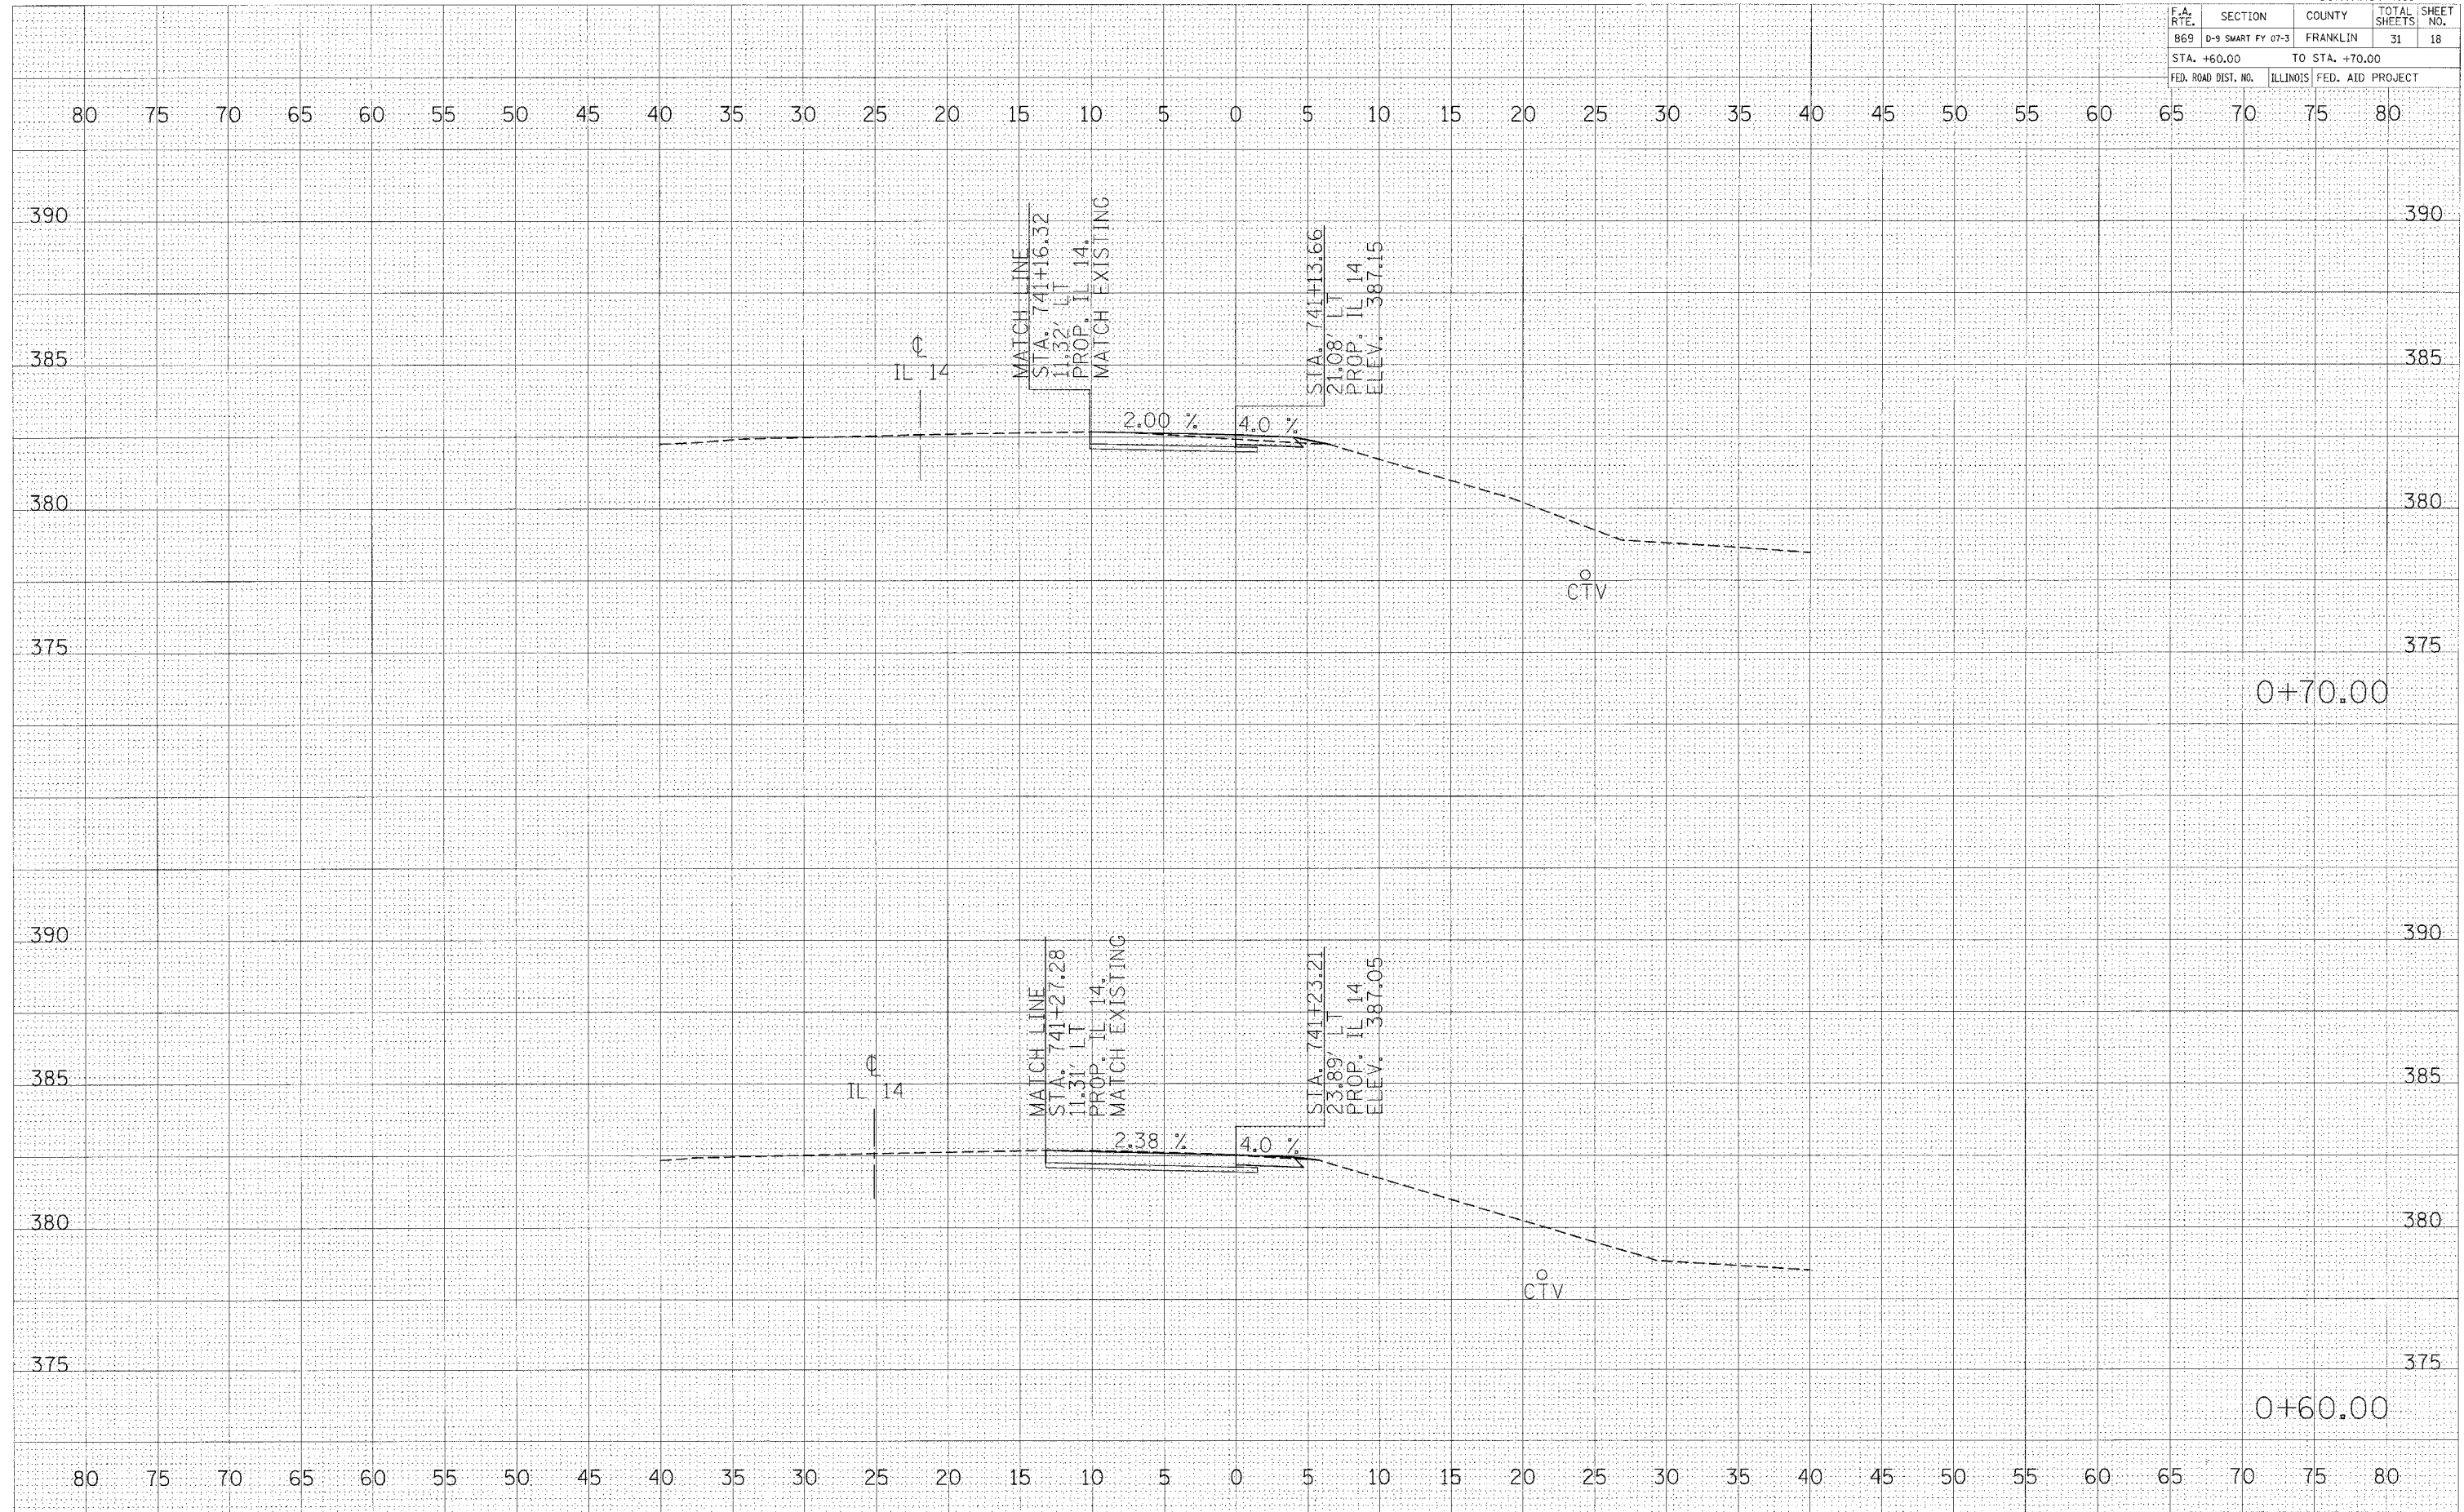 F.A. RTE. SECTION COUNTY TOTAL SHEETS SHEET NO.
869 D-9 SMART FY 07-3 FRANKLIN 31 18
STA. +60.00 TO STA. +70.00
FED. ROAD DIST. NO. ILLINOIS FED. AID PROJECT
80 75 70 65 60 55 50 45 40 35 30 25 20 15 10 5 0 5 10 15 20 25 30 35 40 45 50 55 60 65 70 75 80
390 390
MATCH LINE
STA. 741+16.32
11.32' LT
PROP. IL 14.
MATCH EXISTING
STA. 741+13.66
21.08' LT
PROP. IL 14
ELEV. 387.15
385 385
℄
IL 14
2.00 % 4.0 %
380 380
CTV
375 375
0+70.00
390 390
MATCH LINE
STA. 741+27.28
11.31' LT
PROP. IL 14.
MATCH EXISTING
STA. 741+23.21
23.89' LT
PROP. IL 14
ELEV. 387.05
385 385
℄
IL 14
2.38 % 4.0 %
380 380
CTV
375 375
0+60.00
80 75 70 65 60 55 50 45 40 35 30 25 20 15 10 5 0 5 10 15 20 25 30 35 40 45 50 55 60 65 70 75 80